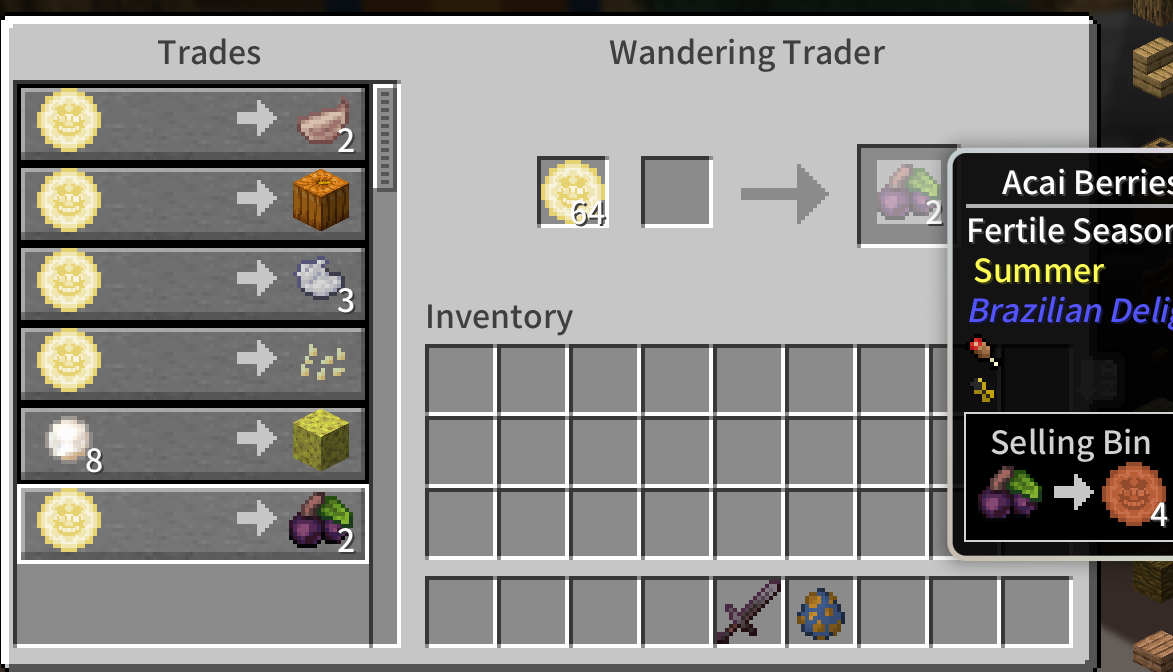 Trades
Wandering Trader
2
3
8
2
64
2
Inventory
Acai Berries
Fertile Season
Summer
Brazilian Delig
Selling Bin
4